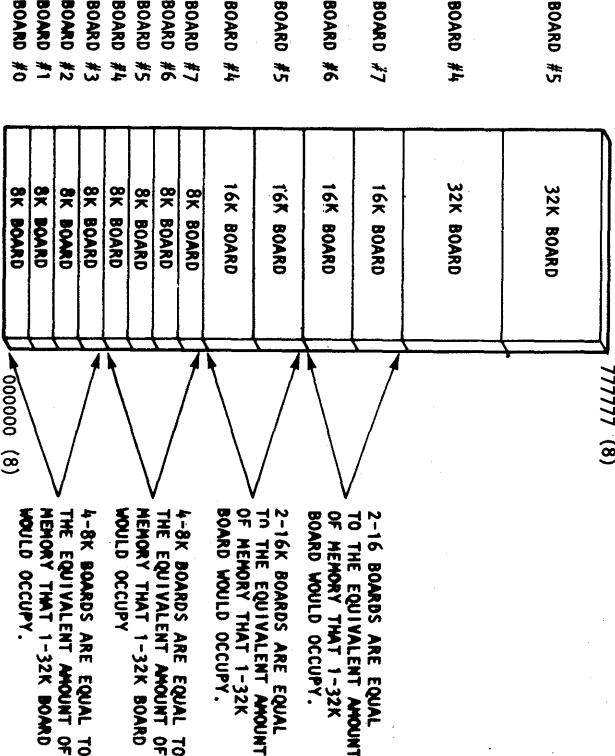 BOARD #5
BOARD #4
BOARD #7
BOARD #6
BOARD #5
BOARD #4
BOARD #7
BOARD #6
BOARD #5
BOARD #4
BOARD #3
BOARD #2
BOARD #1
BOARD #0
32K BOARD
32K BOARD
16K BOARD
16K BOARD
16K BOARD
16K BOARD
8K BOARD
8K BOARD
8K BOARD
8K BOARD
8K BOARD
8K BOARD
8K BOARD
8K BOARD
777777 (8)
2-16 BOARDS ARE EQUAL
TO THE EQUIVALENT AMOUNT
OF MEMORY THAT 1-32K
BOARD WOULD OCCUPY.
2-16K BOARDS ARE EQUAL
TO THE EQUIVALENT AMOUNT
OF MEMORY THAT 1-32K
BOARD WOULD OCCUPY.
4-8K BOARDS ARE EQUAL TO
THE EQUIVALENT AMOUNT OF
MEMORY THAT 1-32K BOARD
WOULD OCCUPY
4-8K BOARDS ARE EQUAL TO
THE EQUIVALENT AMOUNT OF
MEMORY THAT 1-32K BOARD
WOULD OCCUPY.
000000 (8)